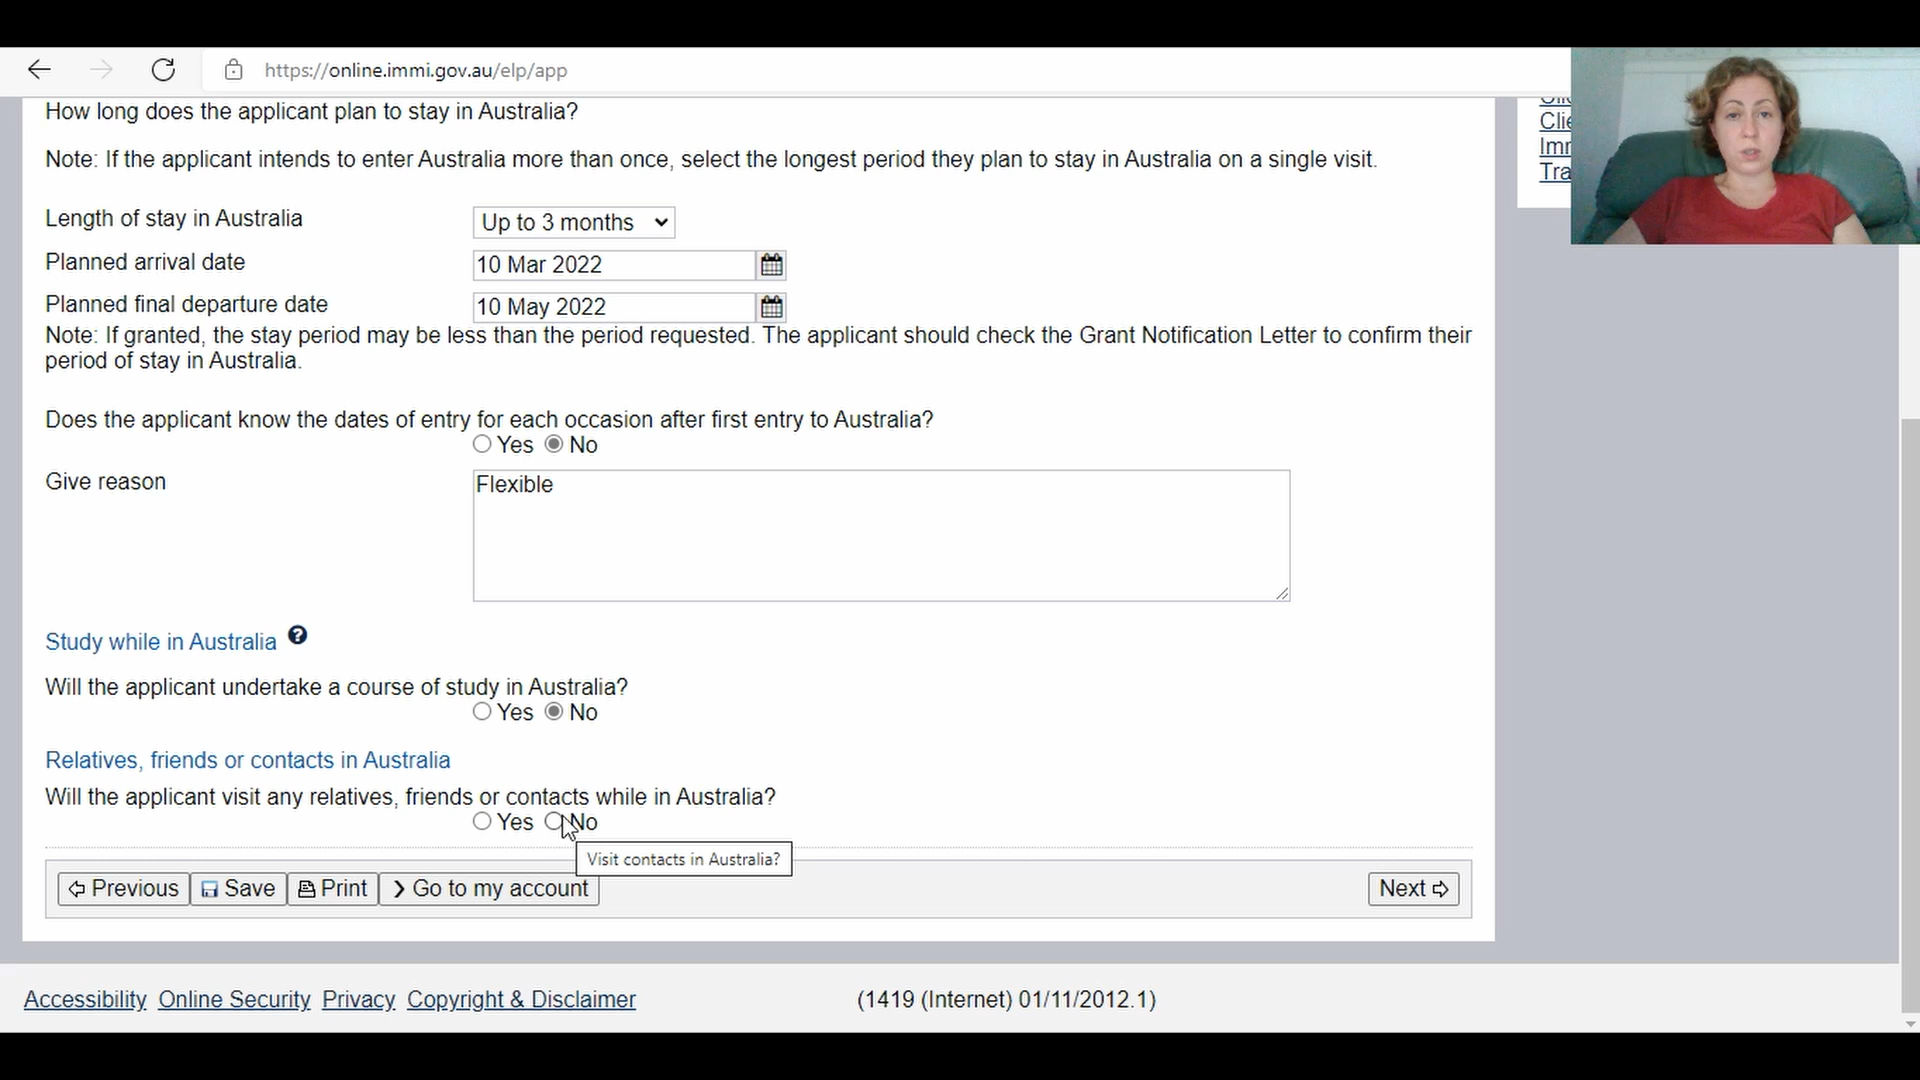 https://online.immi.gov.au/elp/app
How long does the applicant plan to stay in Australia?
Note: If the applicant intends to enter Australia more than once, select the longest period they plan to stay in Australia on a single visit.
Length of stay in Australia
Up to 3 months
Planned arrival date
10 Mar 2022
Planned final departure date
10 May 2022
Note: If granted, the stay period may be less than the period requested. The applicant should check the Grant Notification Letter to confirm their
period of stay in Australia.
Does the applicant know the dates of entry for each occasion after first entry to Australia?
Yes No
Give reason
Flexible
Study while in Australia
Will the applicant undertake a course of study in Australia?
Yes No
Relatives, friends or contacts in Australia
Will the applicant visit any relatives, friends or contacts while in Australia?
Yes No
Visit contacts in Australia?
Previous Save Print Go to my account Next
Accessibility Online Security Privacy Copyright & Disclaimer (1419 (Internet) 01/11/2012.1)
Clie
Imr
Tra